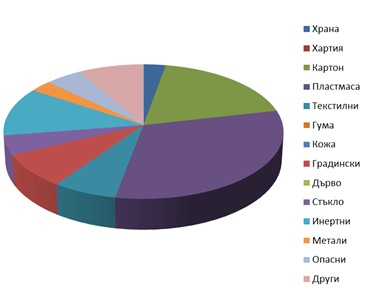 Храна
Хартия
Картон
Пластмаса
Текстилни
Гума
Кожа
Градински
Дърво
Стъкло
Инертни
Метали
Опасни
Други